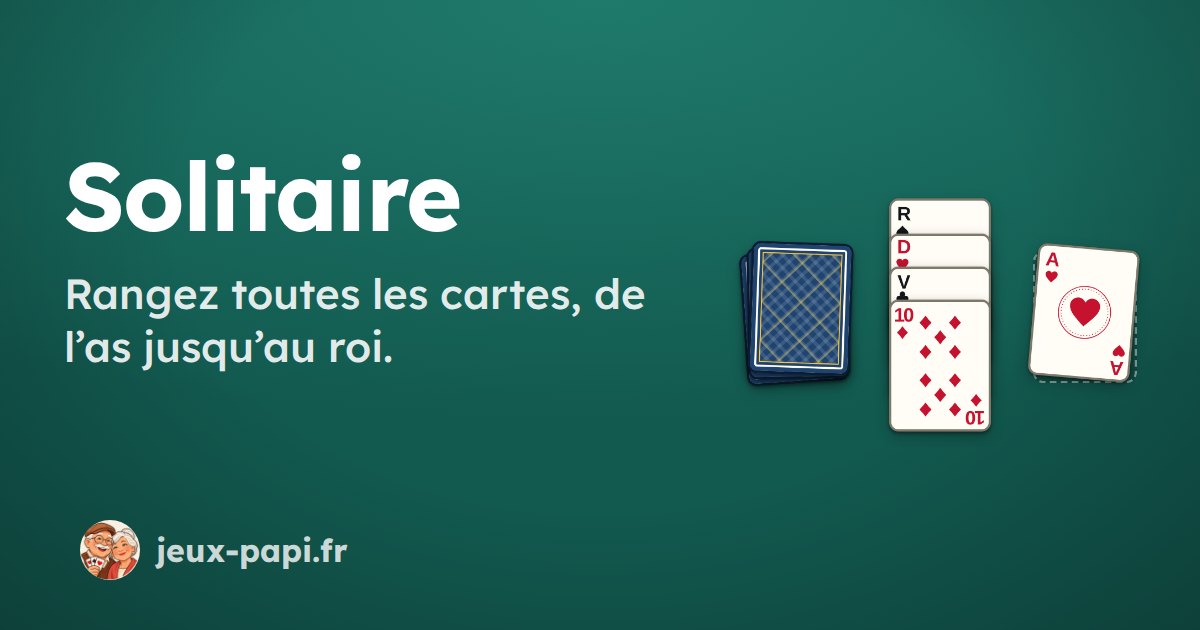 Solitaire
Rangez toutes les cartes, de
l’as jusqu’au roi.
R
D
V
10
10
A
A
jeux-papi.fr